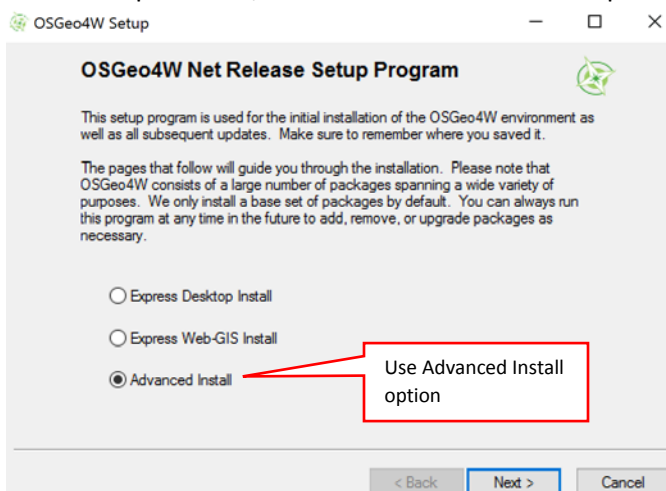 OSGeo4W Setup
OSGeo4W Net Release Setup Program
This setup program is used for the initial installation of the OSGeo4W environment as
well as all subsequent updates. Make sure to remember where you saved it.
The pages that follow will guide you through the installation. Please note that
OSGeo4W consists of a large number of packages spanning a wide variety of
purposes. We only install a base set of packages by default. You can always run
this program at any time in the future to add, remove, or upgrade packages as
necessary.
Express Desktop Install
Express Web-GIS Install
Advanced Install
Use Advanced Install
option
< Back Next > Cancel